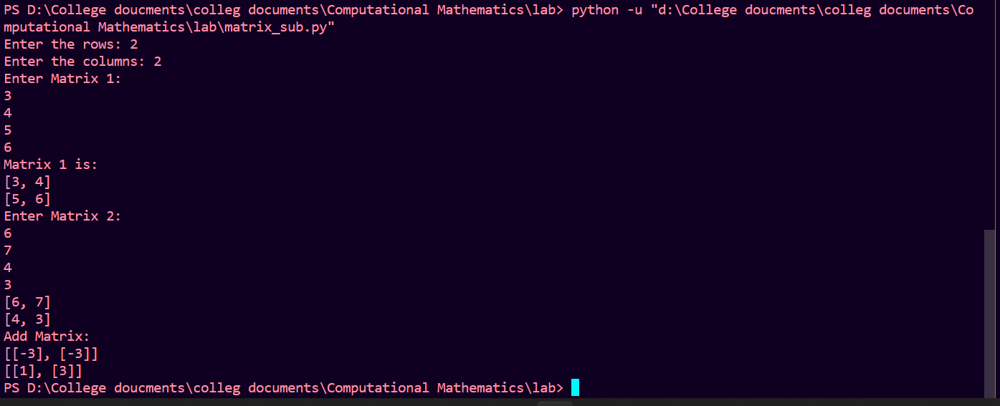 PS D:\College doucments\colleg documents\Computational Mathematics\lab> python -u "d:\College doucments\colleg documents\Co
mputational Mathematics\lab\matrix_sub.py"
Enter the rows: 2
Enter the columns: 2
Enter Matrix 1:
3
4
5
6
Matrix 1 is:
[3, 4]
[5, 6]
Enter Matrix 2:
6
7
4
3
[6, 7]
[4, 3]
Add Matrix:
[[-3], [-3]]
[[1], [3]]
PS D:\College doucments\colleg documents\Computational Mathematics\lab>